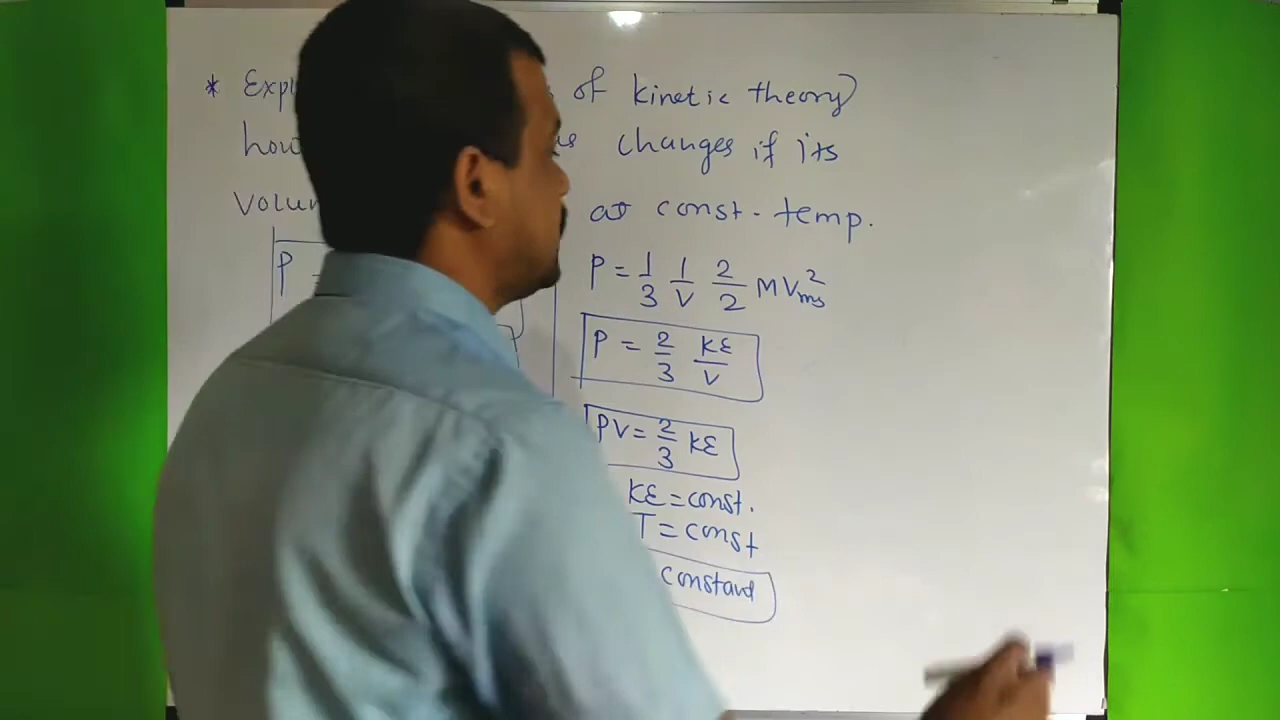 * Expl of kinetic theory
how changes if its
volum at const. temp.
P =
P = 1/3 1/V 2/2 MVms²
P = 2/3 KE/V
PV = 2/3 KE
KE = const.
T = const
constant